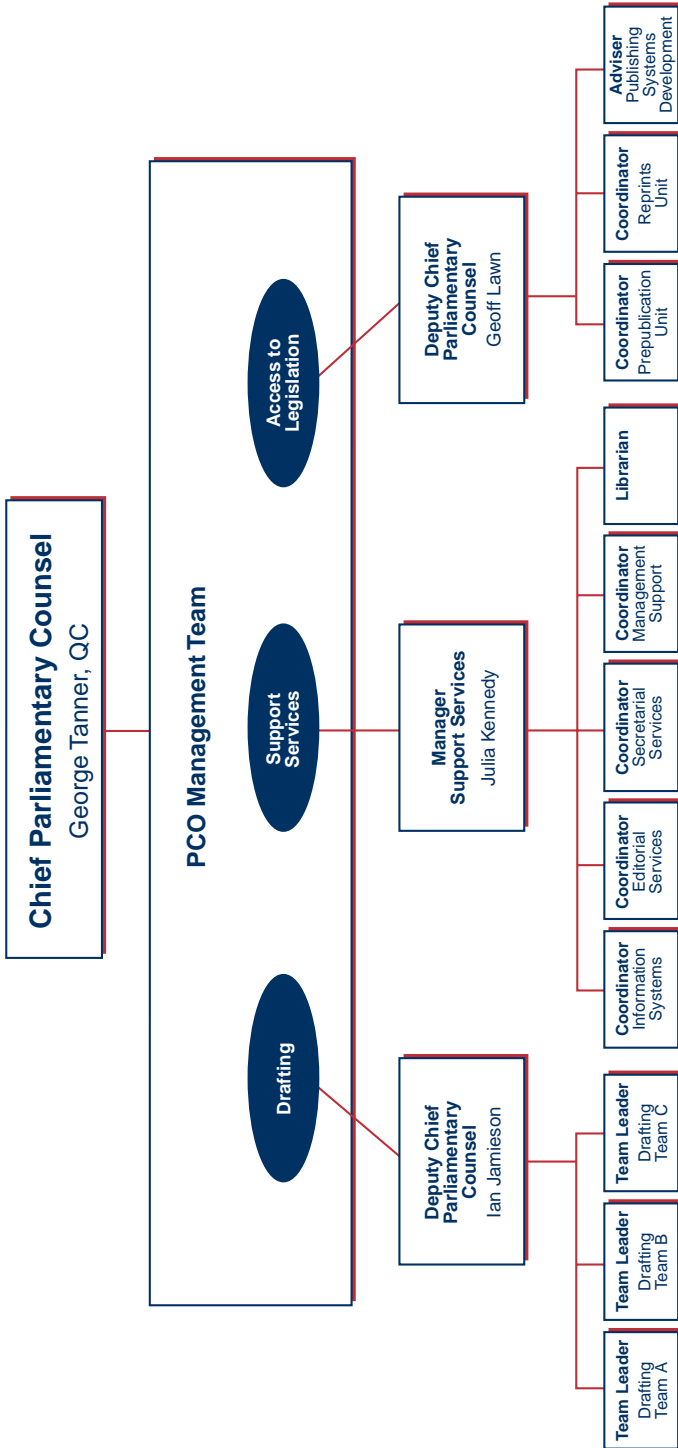 Chief Parliamentary Counsel
George Tanner, QC
PCO Management Team
Drafting
Support
Services
Access to
Legislation
Deputy Chief
Parliamentary
Counsel
Ian Jamieson
Manager
Support Services
Julia Kennedy
Deputy Chief
Parliamentary
Counsel
Geoff Lawn
Team Leader
Drafting
Team A
Team Leader
Drafting
Team B
Team Leader
Drafting
Team C
Coordinator
Information
Systems
Coordinator
Editorial
Services
Coordinator
Secretarial
Services
Coordinator
Management
Support
Librarian
Coordinator
Prepublication
Unit
Coordinator
Reprints
Unit
Adviser
Publishing
Systems
Development